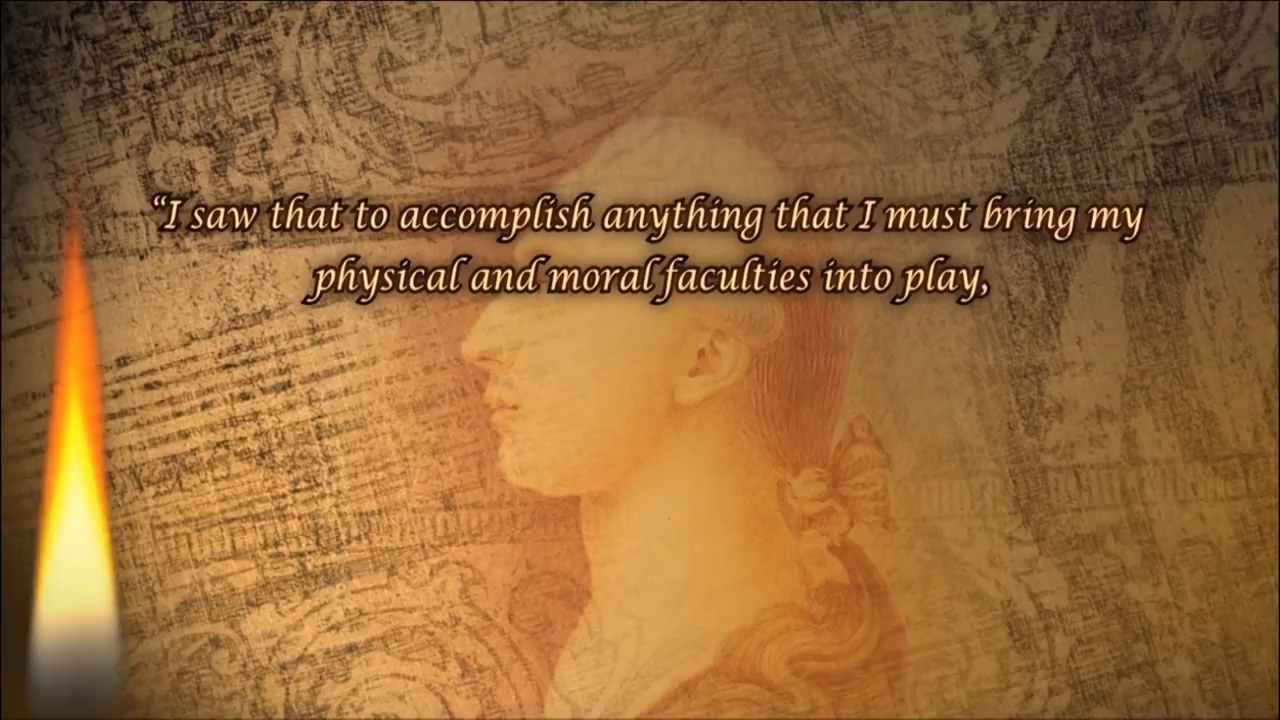 “I saw that to accomplish anything that I must bring my
physical and moral faculties into play,